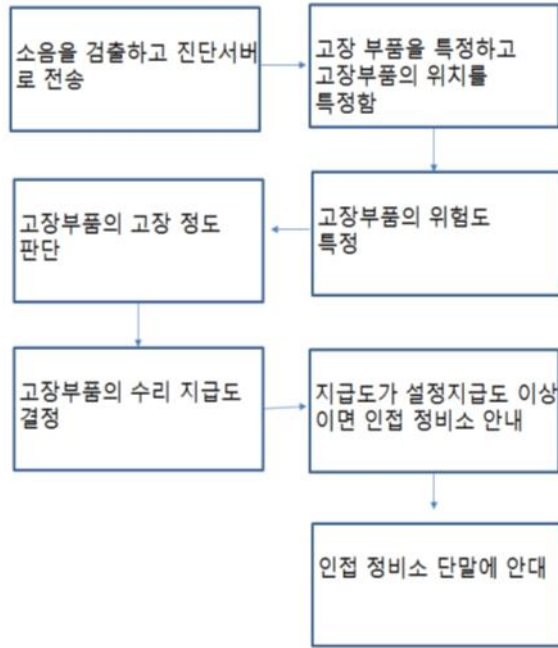 소음을 검출하고 진단서버
로 전송
고장 부품을 특정하고
고장부품의 위치를
특정함
고장부품의 위험도
특정
고장부품의 고장 정도
판단
고장부품의 수리 지급도
결정
지급도가 설정지급도 이상
이면 인접 정비소 안내
인접 정비소 단말에 안대